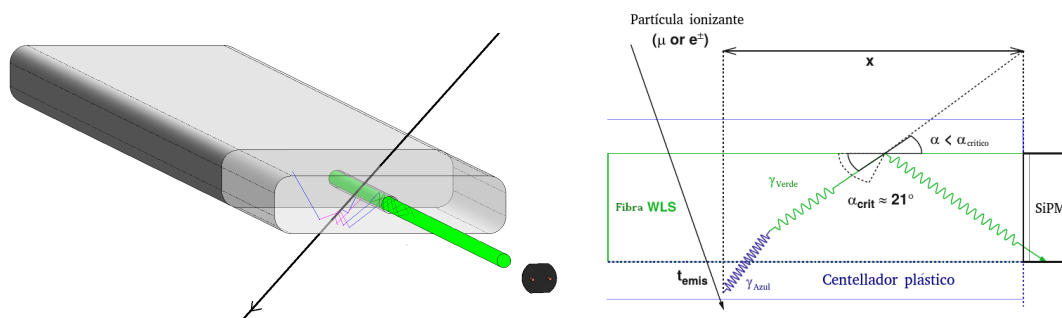 Partícula ionizante
(μ or e±)
x
α < αcritico
γVerde
αcrit ≈ 21°
Fibra WLS
SiPM
temis
γAzul
Centellador plástico